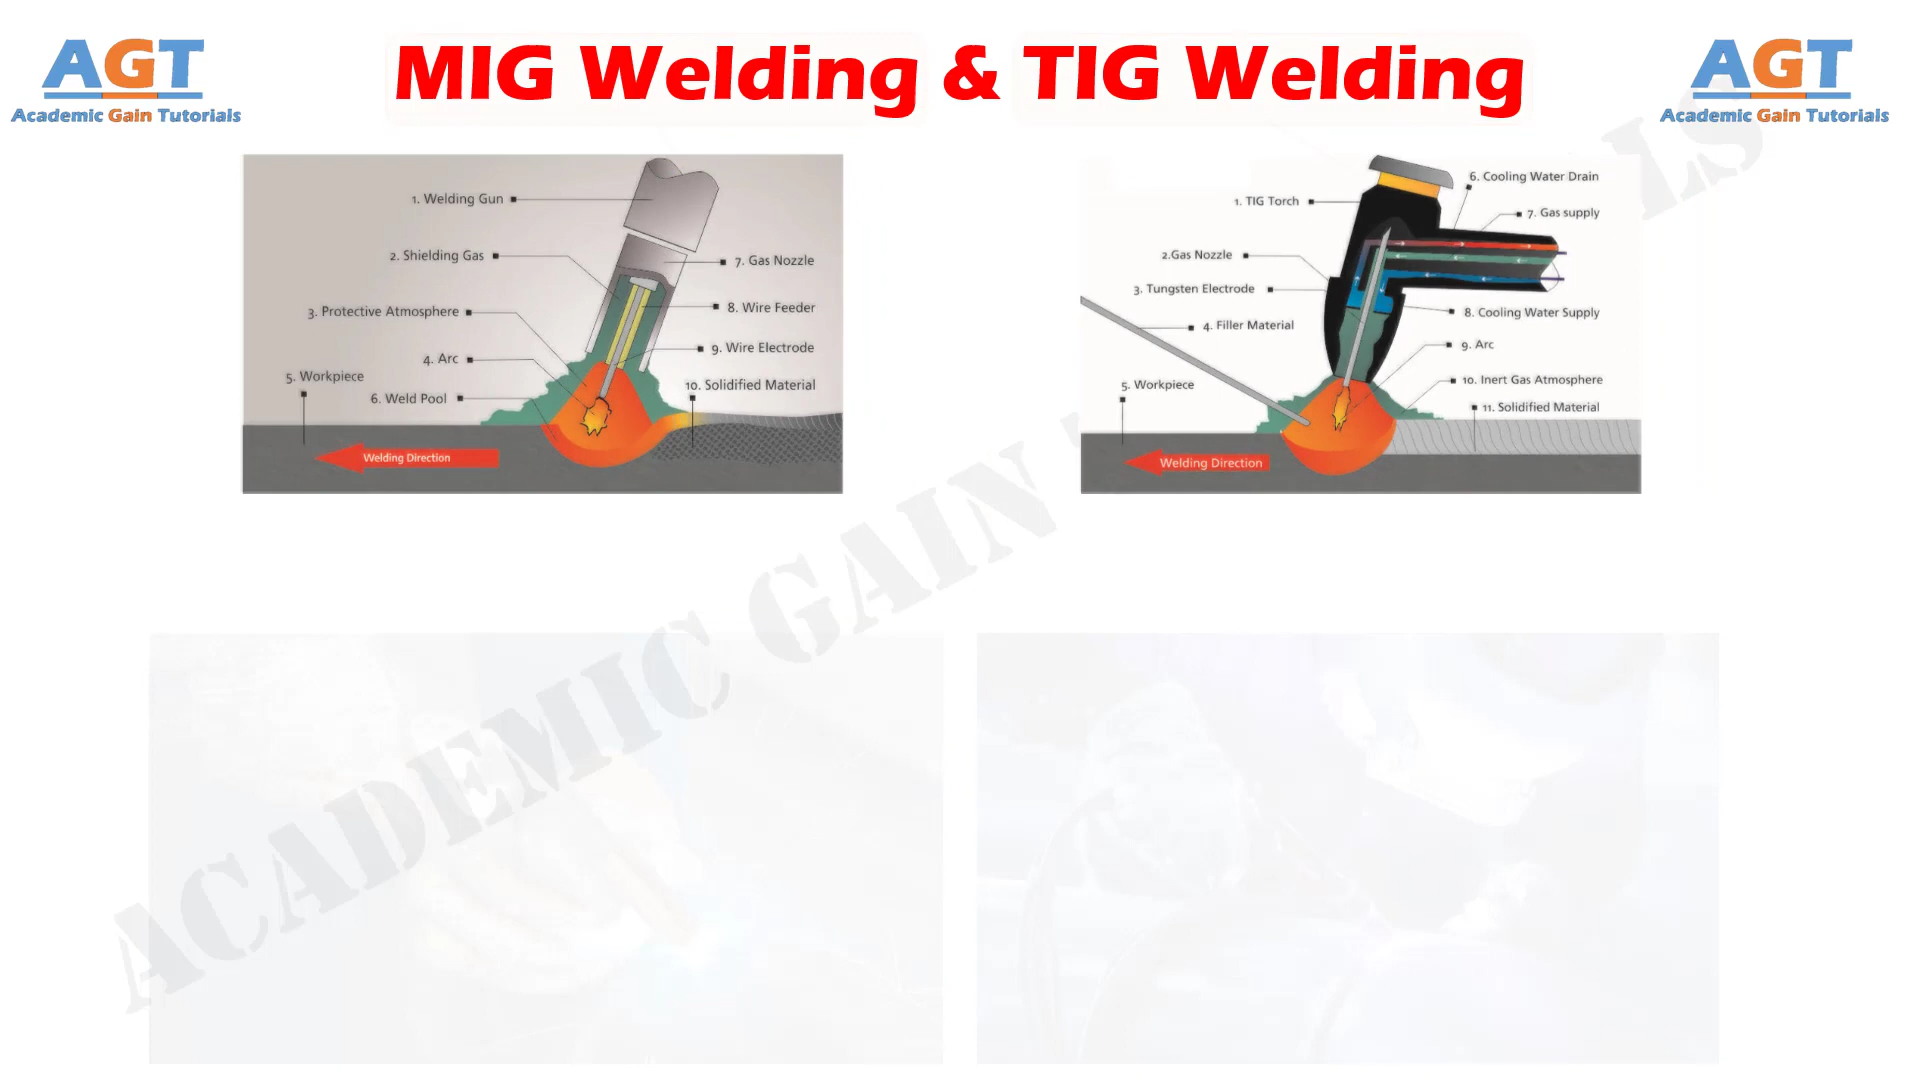 AGT
Academic Gain Tutorials
MIG Welding & TIG Welding
AGT
Academic Gain Tutorials
1. Welding Gun
2. Shielding Gas
3. Protective Atmosphere
4. Arc
5. Workpiece
6. Weld Pool
7. Gas Nozzle
8. Wire Feeder
9. Wire Electrode
10. Solidified Material
Welding Direction
1. TIG Torch
2.Gas Nozzle
3. Tungsten Electrode
4. Filler Material
5. Workpiece
6. Cooling Water Drain
7. Gas supply
8. Cooling Water Supply
9. Arc
10. Inert Gas Atmosphere
11. Solidified Material
Welding Direction
ACADEMIC GAIN
LS